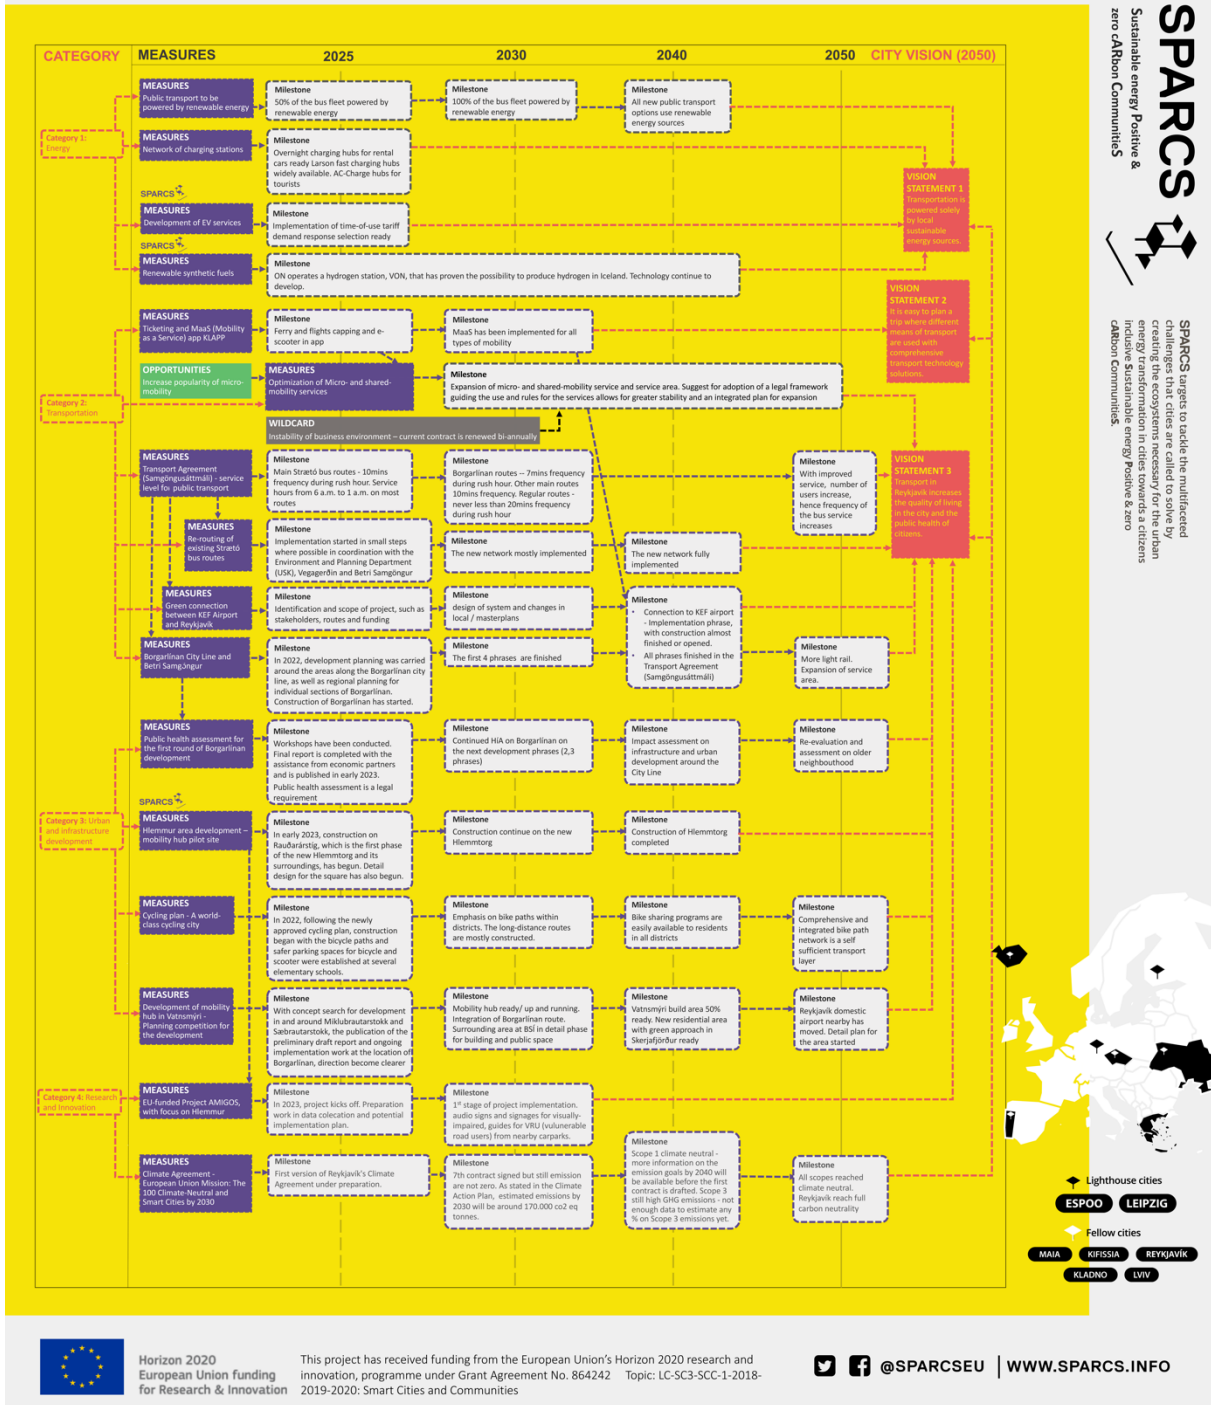 CATEGORY
MEASURES
2025
2030
2040
2050
CITY VISION (2050)
Category 1:
Energy
MEASURES
Public transport to be
powered by renewable energy
Milestone
50% of the bus fleet powered by
renewable energy
Milestone
100% of the bus fleet powered by
renewable energy
Milestone
All new public transport
options use renewable
energy sources
MEASURES
Network of charging stations
Milestone
Overnight charging hubs for rental
cars ready Larson fast charging hubs
widely available. AC-Charge hubs for
tourists
SPARCS
MEASURES
Development of EV services
Milestone
Implementation of time-of-use tariff
demand response selection ready
SPARCS
MEASURES
Renewable synthetic fuels
Milestone
ON operates a hydrogen station, VON, that has proven the possibility to produce hydrogen in Iceland. Technology continue to
develop.
VISION
STATEMENT 1
Transportation is
powered solely
by local
sustainable
energy sources.
Category 2:
Transportation
MEASURES
Ticketing and MaaS (Mobility
as a Service) app KLAPP
Milestone
Ferry and flights capping and e-
scooter in app
Milestone
MaaS has been implemented for all
types of mobility
VISION
STATEMENT 2
It is easy to plan a
trip where different
means of transport
are used with
comprehensive
transport technology
solutions.
OPPORTUNITIES
Increase popularity of micro-
mobility
MEASURES
Optimization of Micro- and shared-
mobility services
Milestone
Expansion of micro- and shared-mobility service and service area. Suggest for adoption of a legal framework
guiding the use and rules for the services allows for greater stability and an integrated plan for expansion
WILDCARD
Instability of business environment – current contract is renewed bi-annually
MEASURES
Transport Agreement
(Samgöngusáttmáli) - service
level for public transport
Milestone
Main Strætó bus routes - 10mins
frequency during rush hour. Service
hours from 6 a.m. to 1 a.m. on most
routes
Milestone
Borgarlínan routes -- 7mins frequency
during rush hour. Other main routes
10mins frequency. Regular routes -
never less than 20mins frequency
during rush hour
Milestone
With improved
service, number of
users increase,
hence frequency of
the bus service
increases
VISION
STATEMENT 3
Transport in
Reykjavik increases
the quality of living
in the city and the
public health of
citizens.
MEASURES
Re-routing of
existing Strætó
bus routes
Milestone
Implementation started in small steps
where possible in coordination with the
Environment and Planning Department
(USK), Vegagerðin and Betri Samgöngur
Milestone
The new network mostly implemented
Milestone
The new network fully
implemented
MEASURES
Green connection
between KEF Airport
and Reykjavík
Milestone
Identification and scope of project, such as
stakeholders, routes and funding
Milestone
design of system and changes in
local / masterplans
Milestone
• Connection to KEF airport
- Implementation phrase,
with construction almost
finished or opened.
• All phrases finished in the
Transport Agreement
(Samgöngusáttmáli)
MEASURES
Borgarlínan City Line and
Betri Samgöngur
Milestone
In 2022, development planning was carried
around the areas along the Borgarlínan city
line, as well as regional planning for
individual sections of Borgarlínan.
Construction of Borgarlínan has started.
Milestone
The first 4 phrases are finished
Milestone
More light rail.
Expansion of service
area.
Category 3: Urban
and infrastructure
development
MEASURES
Public health assessment for
the first round of Borgarlínan
development
Milestone
Workshops have been conducted.
Final report is completed with the
assistance from economic partners
and is published in early 2023.
Public health assessment is a legal
requirement
Milestone
Continued HiA on Borgarlínan on
the next development phrases (2,3
phrases)
Milestone
Impact assessment on
infrastructure and urban
development around the
City Line
Milestone
Re-evaluation and
assessment on older
neighbouthood
SPARCS
MEASURES
Hlemmur area development –
mobility hub pilot site
Milestone
In early 2023, construction on
Rauðarárstíg, which is the first phase
of the new Hlemmtorg and its
surroundings, has begun. Detail
design for the square has also begun.
Milestone
Construction continue on the new
Hlemmtorg
Milestone
Construction of Hlemmtorg
completed
MEASURES
Cycling plan - A world-
class cycling city
Milestone
In 2022, following the newly
approved cycling plan, construction
began with the bicycle paths and
safer parking spaces for bicycle and
scooter were established at several
elementary schools.
Milestone
Emphasis on bike paths within
districts. The long-distance routes
are mostly constructed.
Milestone
Bike sharing programs are
easily available to residents
in all districts
Milestone
Comprehensive and
integrated bike path
network is a self
sufficient transport
layer
MEASURES
Development of mobility
hub in Vatnsmýri -
Planning competition for
the development
Milestone
With concept search for development
in and around Miklubrautarstokk and
Sæbrautarstokk, the publication of the
preliminary draft report and ongoing
implementation work at the location of
Borgarlínan, direction become clearer
Milestone
Mobility hub ready/ up and running.
Integration of Borgarlínan route.
Surrounding area at BSÍ in detail phase
for building and public space
Milestone
Vatnsmýri build area 50%
ready. New residential area
with green approach in
Skerjafjörður ready
Milestone
Reykjavík domestic
airport nearby has
moved. Detail plan for
the area started
Category 4: Research
and Innovation
MEASURES
EU-funded Project AMIGOS,
with focus on Hlemmur
Milestone
In 2023, project kicks off. Preparation
work in data colecation and potential
implementation plan.
Milestone
1st stage of project implementation.
audio signs and signages for visually-
impaired, guides for VRU (vulunerable
road users) from nearby carparks.
MEASURES
Climate Agreement -
European Union Mission: The
100 Climate-Neutral and
Smart Cities by 2030
Milestone
First version of Reykjavik's Climate
Agreement under preparation.
Milestone
7th contract signed but still emission
are not zero. As stated in the Climate
Action Plan, estimated emissions by
2030 will be around 170.000 co2 eq
tonnes.
Milestone
Scope 1 climate neutral -
more information on the
emission goals by 2040 will
be available before the first
contract is drafted. Scope 3
still high GHG emissions - not
enough data to estimate any
% on Scope 3 emissions yet.
Milestone
All scopes reached
climate neutral.
Reykjavik reach full
carbon neutrality
SPARCS
Sustainable energy Positive &
zero cARbon CommunitieS
SPARCS targets to tackle the multifaceted
challenges that cities are called to solve by
creating the ecosystems necessary for the urban
energy transformation in cities towards a citizens
inclusive Sustainable energy Positive & zero
cARbon CommunitieS.
Lighthouse cities
ESPOO LEIPZIG
Fellow cities
MAIA KIFISSIA REYKJAVÍK
KLADNO LVIV
Horizon 2020
European Union funding
for Research & Innovation
This project has received funding from the European Union's Horizon 2020 research and
innovation, programme under Grant Agreement No. 864242 Topic: LC-SC3-SCC-1-2018-
2019-2020: Smart Cities and Communities
@SPARCSEU | WWW.SPARCS.INFO